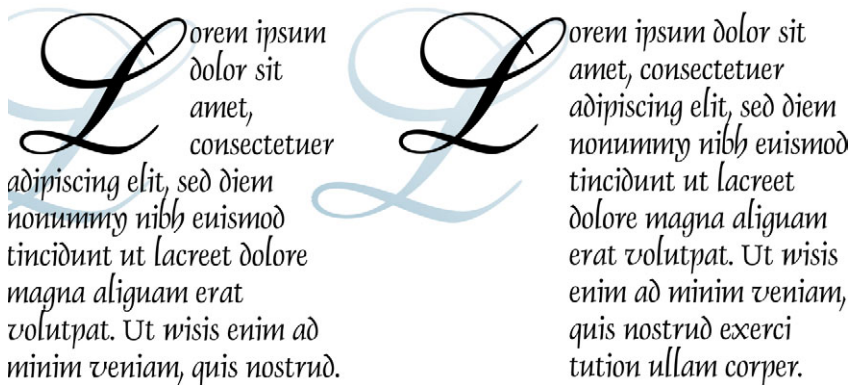 Lorem ipsum
dolor sit
amet,
consectetuer
adipiscing elit, sed diem
nonummy nibh euismod
tincidunt ut lacreet dolore
magna aliguam erat
volutpat. Ut wisis enim ad
minim veniam, quis nostrud.
Lorem ipsum dolor sit
amet, consectetuer
adipiscing elit, sed diem
nonummy nibh euismod
tincidunt ut lacreet
dolore magna aliguam
erat volutpat. Ut wisis
enim ad minim veniam,
quis nostrud exerci
tution ullam corper.